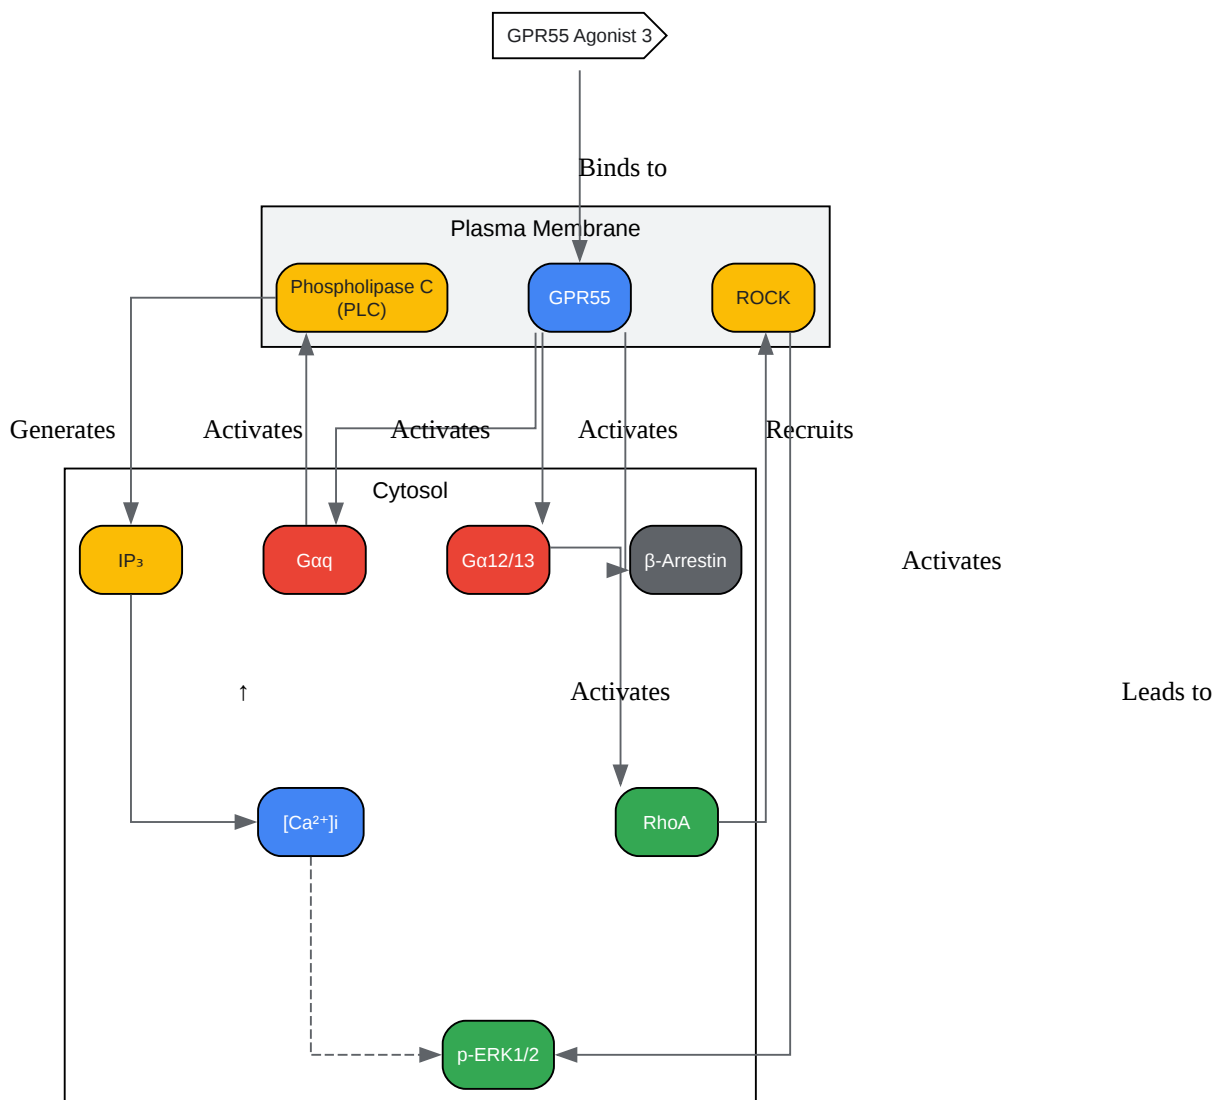 GPR55 Agonist 3
Binds to
Plasma Membrane
Phospholipase C
(PLC)
GPR55
ROCK
Generates
Activates
Activates
Activates
Recruits
Cytosol
IP₃
Gαq
Gα12/13
β-Arrestin
Activates
↑
Activates
Leads to
[Ca²⁺]i
RhoA
p-ERK1/2